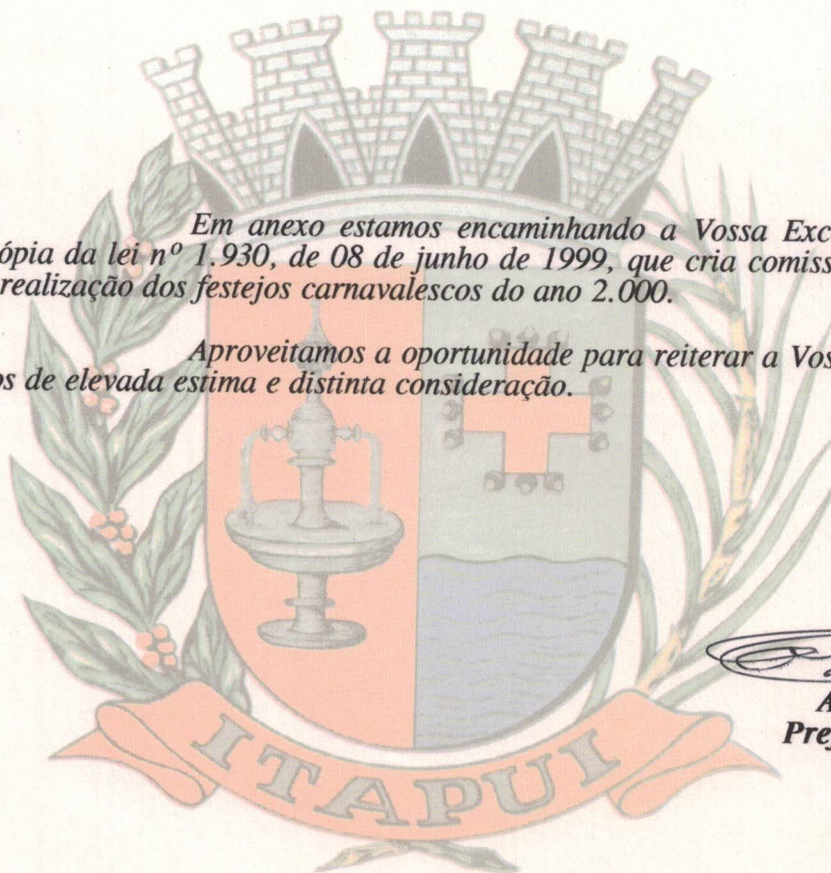 Em anexo estamos encaminhando a Vossa Exc
ópia da lei nº 1.930, de 08 de junho de 1999, que cria comiss
realização dos festejos carnavalescos do ano 2.000.
Aproveitamos a oportunidade para reiterar a Vos
os de elevada estima e distinta consideração.
A
Pref
ITAPUI